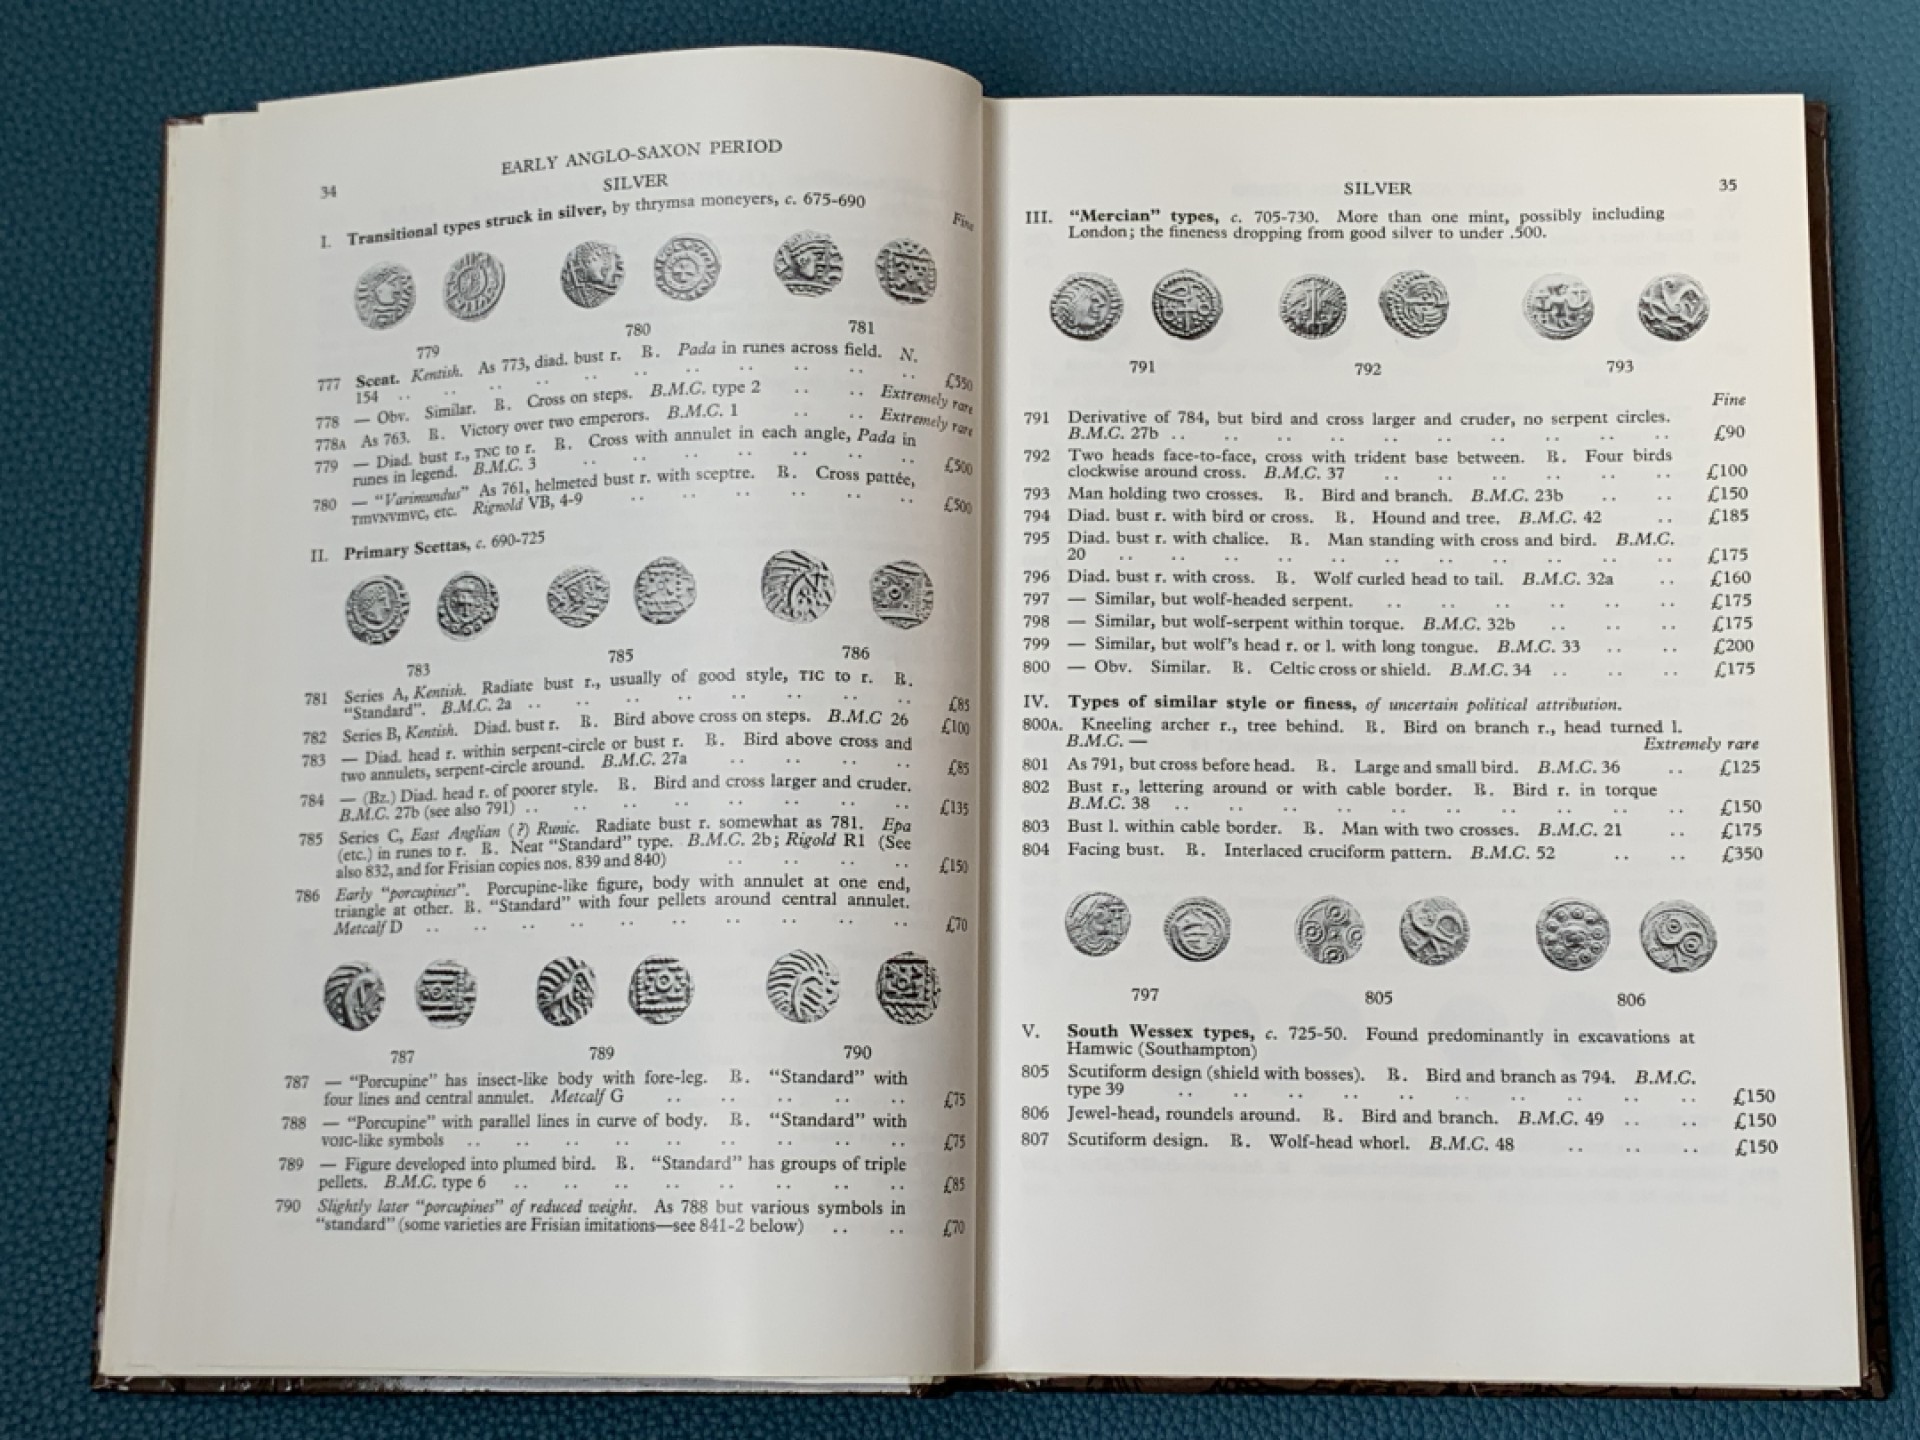 34
EARLY ANGLO-SAXON PERIOD
SILVER
I. Transitional types struck in silver, by thrymsa moneyers, c. 675-690
Fine
779
780
781
777 Sceat. Kentish. As 773, diad. bust r. R. Pada in runes across field. N.
154 .. .. .. .. .. .. .. .. .. .. £550
778 — Obv. Similar. R. Cross on steps. B.M.C. type 2 .. .. Extremely rare
778A As 763. R. Victory over two emperors. B.M.C. 1 .. .. Extremely rare
779 — Diad. bust r., TNC to r. R. Cross with annulet in each angle, Pada in
runes in legend. B.M.C. 3 .. .. .. .. .. .. .. £500
780 — "Varimundus" As 761, helmeted bust r. with sceptre. R. Cross pattée,
TmVNVmVC, etc. Rignold VB, 4-9 .. .. .. .. .. .. £500
II. Primary Scettas, c. 690-725
783
785
786
781 Series A, Kentish. Radiate bust r., usually of good style, TIC to r. R.
"Standard". B.M.C. 2a .. .. .. .. .. .. .. .. £85
782 Series B, Kentish. Diad. bust r. R. Bird above cross on steps. B.M.C 26 £100
783 — Diad. head r. within serpent-circle or bust r. R. Bird above cross and
two annulets, serpent-circle around. B.M.C. 27a .. .. .. .. £85
784 — (Bz.) Diad. head r. of poorer style. R. Bird and cross larger and cruder.
B.M.C. 27b (see also 791) .. .. .. .. .. .. .. .. £135
785 Series C, East Anglian (?) Runic. Radiate bust r. somewhat as 781. Epa
(etc.) in runes to r. R. Neat "Standard" type. B.M.C. 2b; Rigold R1 (See
also 832, and for Frisian copies nos. 839 and 840) .. .. .. .. £150
786 Early "porcupines". Porcupine-like figure, body with annulet at one end,
triangle at other. R. "Standard" with four pellets around central annulet.
Metcalf D .. .. .. .. .. .. .. .. .. .. £70
787
789
790
787 — "Porcupine" has insect-like body with fore-leg. R. "Standard" with
four lines and central annulet. Metcalf G .. .. .. .. .. £75
788 — "Porcupine" with parallel lines in curve of body. R. "Standard" with
VOIC-like symbols .. .. .. .. .. .. .. .. .. £75
789 — Figure developed into plumed bird. R. "Standard" has groups of triple
pellets. B.M.C. type 6 .. .. .. .. .. .. .. .. £85
790 Slightly later "porcupines" of reduced weight. As 788 but various symbols in
"standard" (some varieties are Frisian imitations—see 841-2 below) .. .. £70
SILVER
35
III. "Mercian" types, c. 705-730. More than one mint, possibly including
London; the fineness dropping from good silver to under .500.
791
792
793
Fine
791 Derivative of 784, but bird and cross larger and cruder, no serpent circles.
B.M.C. 27b .. .. .. .. .. .. .. .. .. .. £90
792 Two heads face-to-face, cross with trident base between. R. Four birds
clockwise around cross. B.M.C. 37 .. .. .. .. .. .. £100
793 Man holding two crosses. R. Bird and branch. B.M.C. 23b .. .. £150
794 Diad. bust r. with bird or cross. R. Hound and tree. B.M.C. 42 .. £185
795 Diad. bust r. with chalice. R. Man standing with cross and bird. B.M.C.
20 .. .. .. .. .. .. .. .. .. .. .. £175
796 Diad. bust r. with cross. R. Wolf curled head to tail. B.M.C. 32a .. £160
797 — Similar, but wolf-headed serpent. .. .. .. .. .. .. £175
798 — Similar, but wolf-serpent within torque. B.M.C. 32b .. .. .. £175
799 — Similar, but wolf's head r. or l. with long tongue. B.M.C. 33 .. .. £200
800 — Obv. Similar. R. Celtic cross or shield. B.M.C. 34 .. .. .. £175
IV. Types of similar style or finess, of uncertain political attribution.
800A. Kneeling archer r., tree behind. R. Bird on branch r., head turned l.
B.M.C. — Extremely rare
801 As 791, but cross before head. R. Large and small bird. B.M.C. 36 .. £125
802 Bust r., lettering around or with cable border. R. Bird r. in torque
B.M.C. 38 .. .. .. .. .. .. .. .. .. .. £150
803 Bust l. within cable border. R. Man with two crosses. B.M.C. 21 .. £175
804 Facing bust. R. Interlaced cruciform pattern. B.M.C. 52 .. .. £350
797
805
806
V. South Wessex types, c. 725-50. Found predominantly in excavations at
Hamwic (Southampton)
805 Scutiform design (shield with bosses). R. Bird and branch as 794. B.M.C.
type 39 .. .. .. .. .. .. .. .. .. .. £150
806 Jewel-head, roundels around. R. Bird and branch. B.M.C. 49 .. .. £150
807 Scutiform design. R. Wolf-head whorl. B.M.C. 48 .. .. .. £150